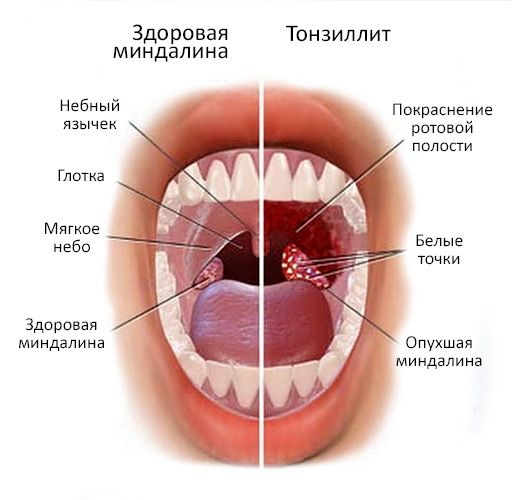 Здоровая
миндалина
Тонзиллит
Небный
язычек
Глотка
Мягкое
небо
Здоровая
миндалина
Покраснение
ротовой
полости
Белые
точки
Опухшая
миндалина